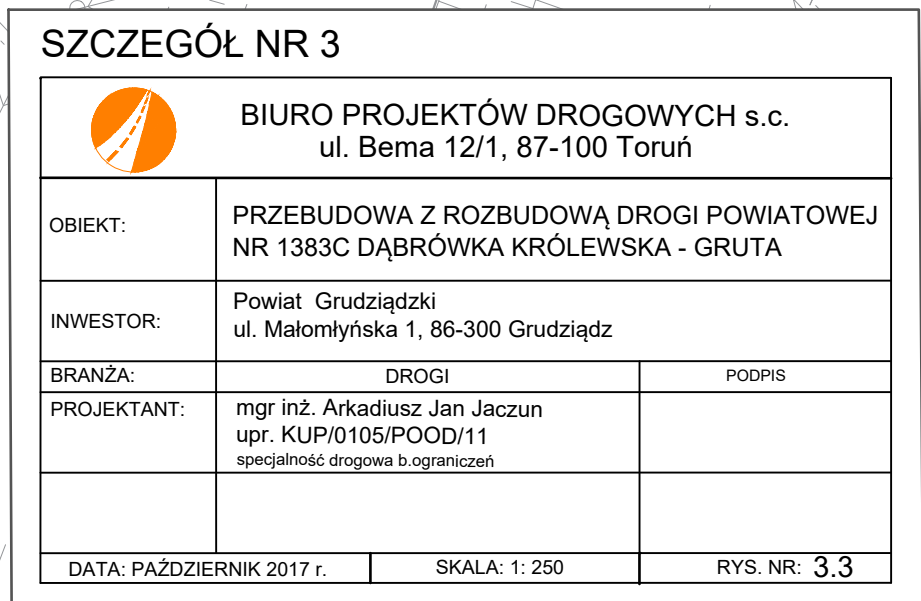 SZCZEGÓŁ NR 3
BIURO PROJEKTÓW DROGOWYCH s.c.
ul. Bema 12/1, 87-100 Toruń
OBIEKT:
PRZEBUDOWA Z ROZBUDOWĄ DROGI POWIATOWEJ
NR 1383C DĄBRÓWKA KRÓLEWSKA - GRUTA
INWESTOR:
Powiat Grudziądzki
ul. Małomłyńska 1, 86-300 Grudziądz
BRANŻA: DROGI PODPIS
PROJEKTANT:
mgr inż. Arkadiusz Jan Jaczun
upr. KUP/0105/POOD/11
specjalność drogowa b.ograniczeń
DATA: PAŹDZIERNIK 2017 r. SKALA: 1: 250 RYS. NR: 3.3